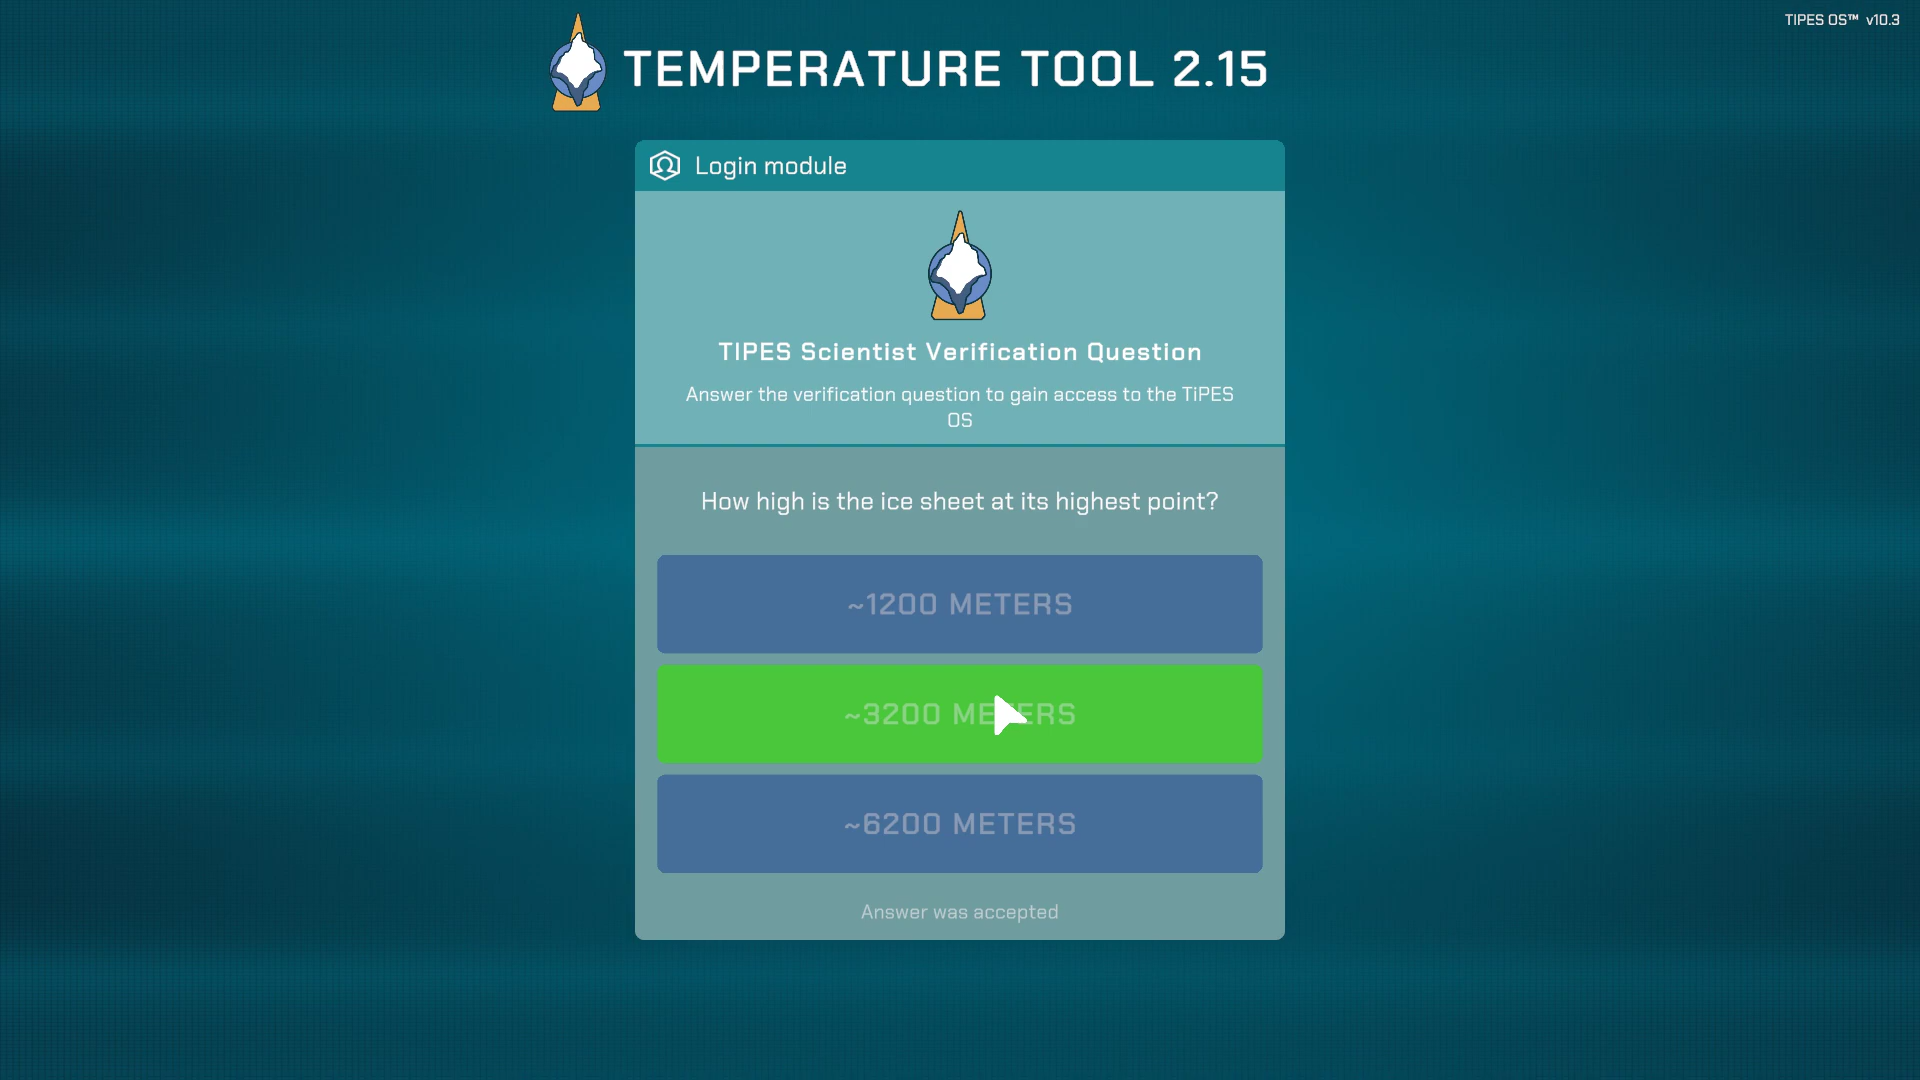 TIPES OS™ v10.3
TEMPERATURE TOOL 2.15
Login module
TIPES Scientist Verification Question
Answer the verification question to gain access to the TiPES
OS
How high is the ice sheet at its highest point?
~1200 METERS
~3200 METERS
~6200 METERS
Answer was accepted